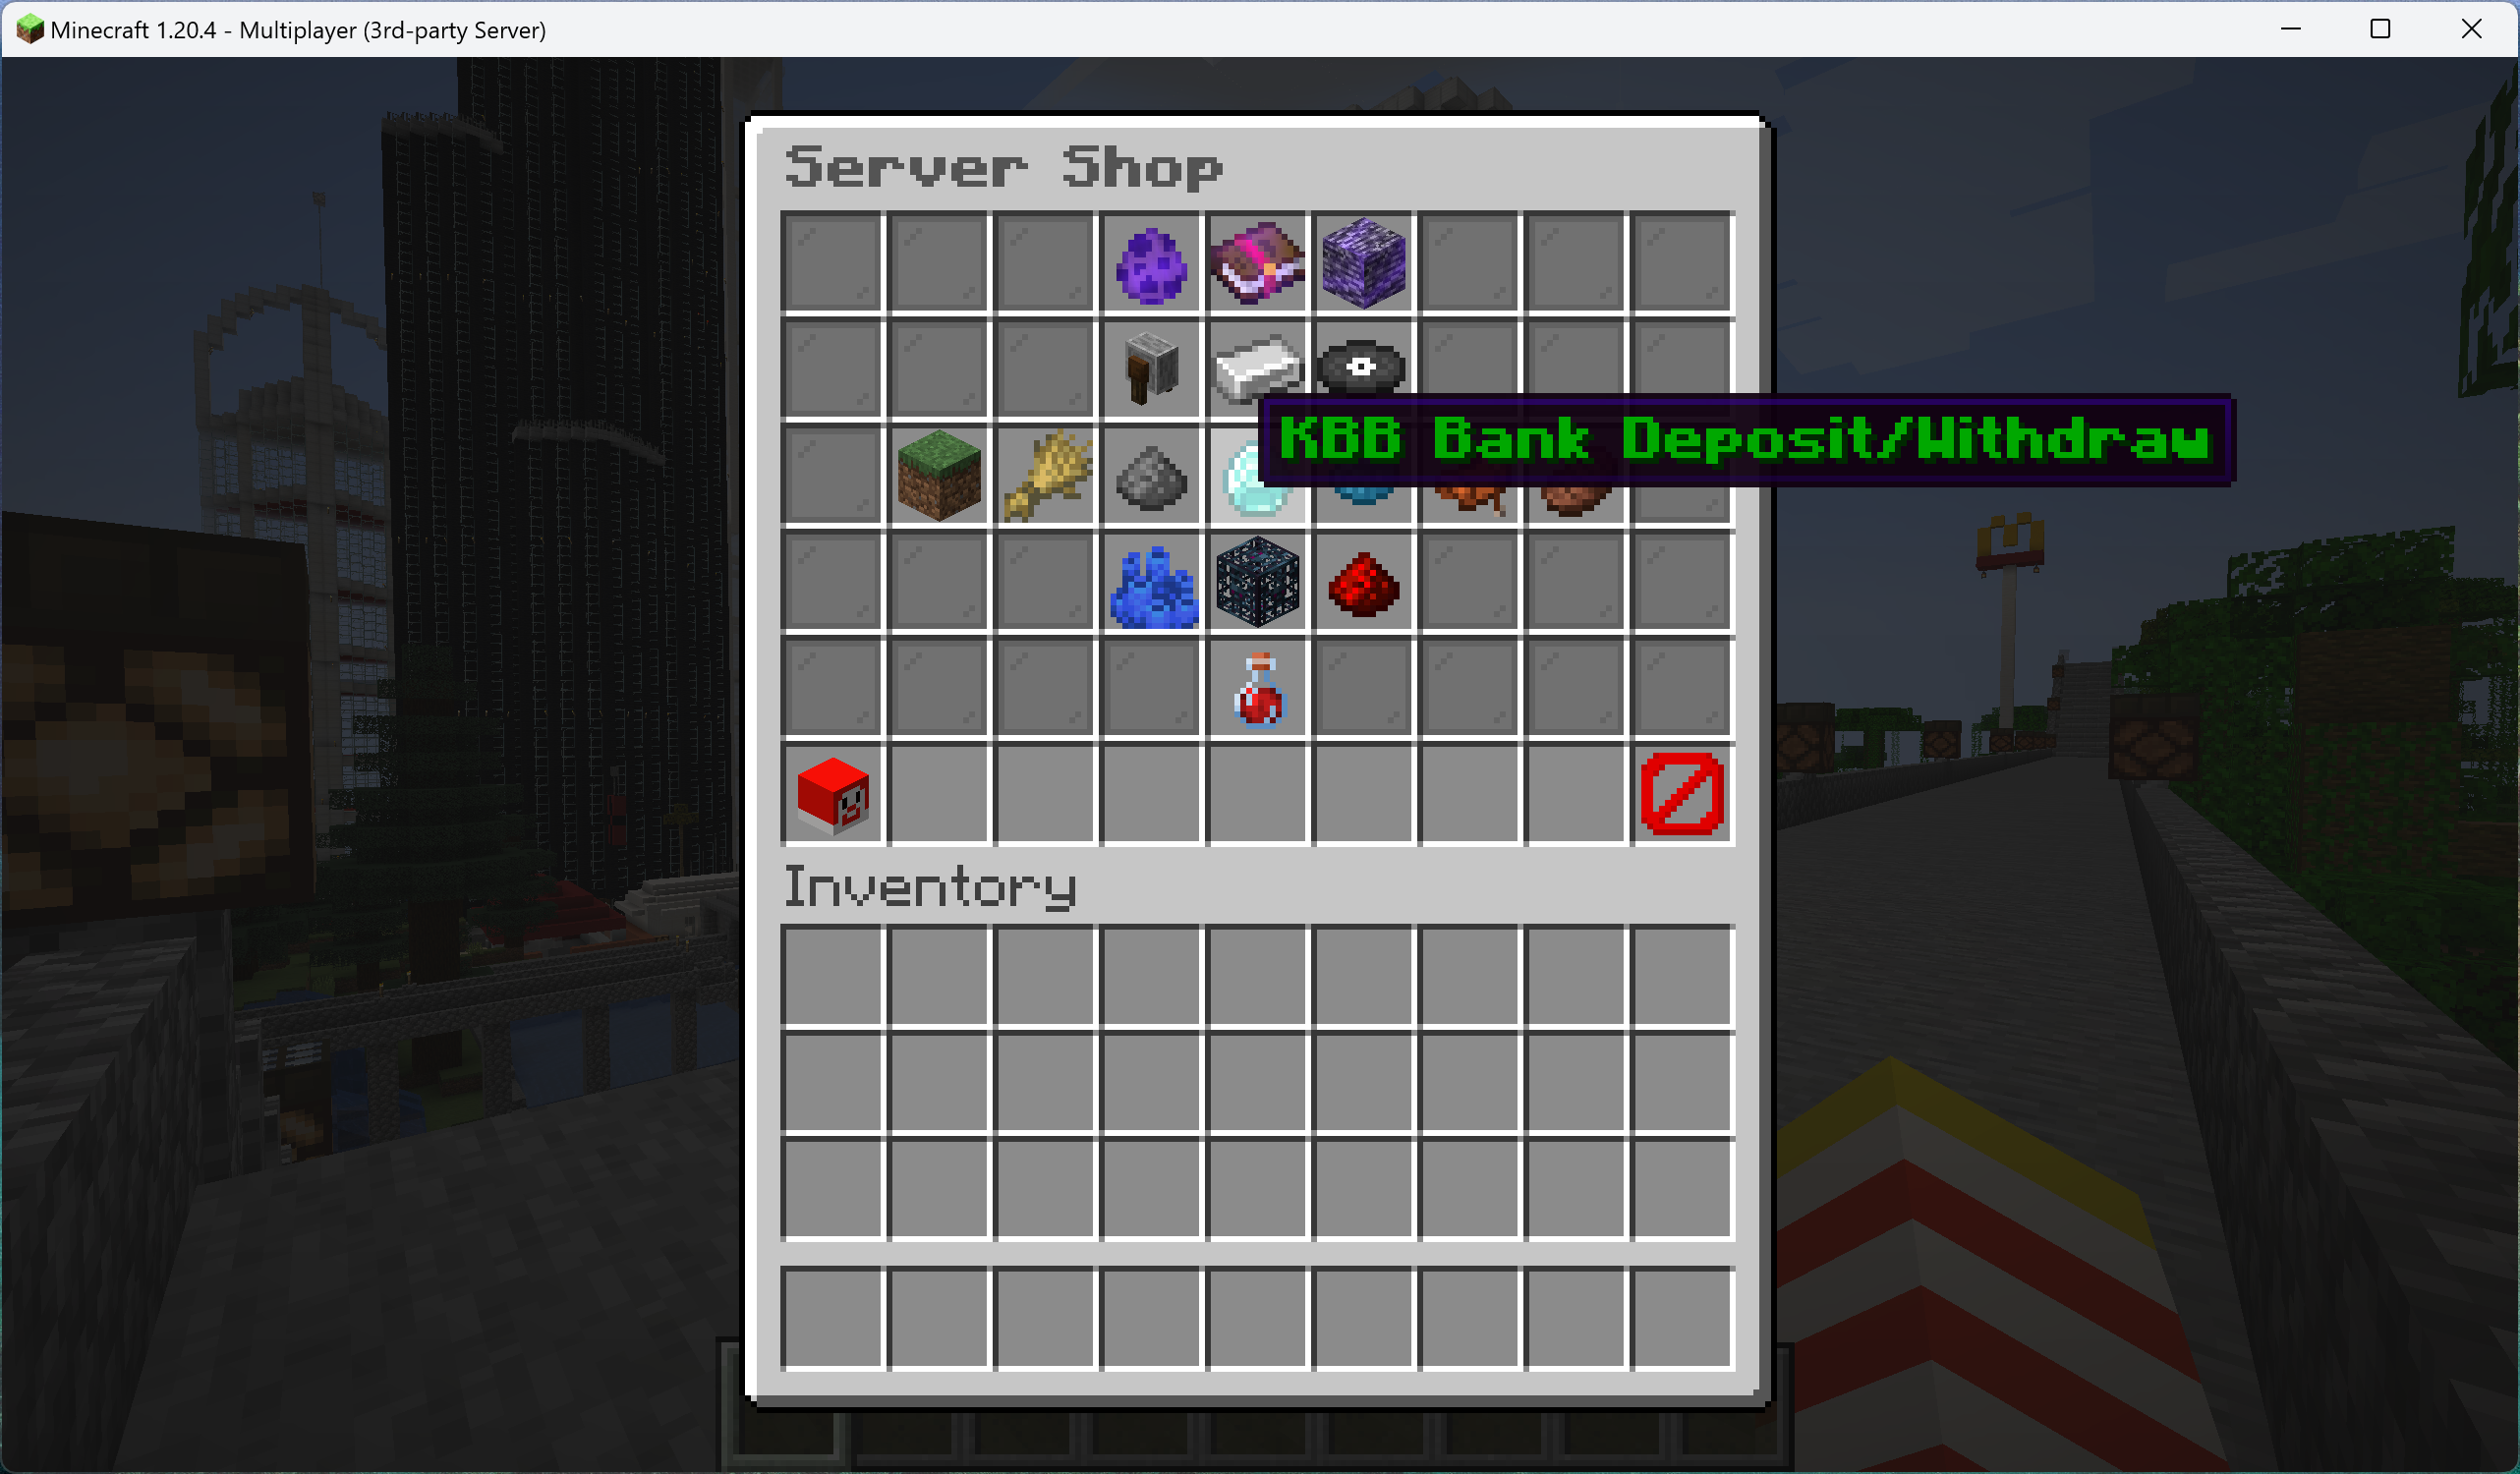 Minecraft 1.20.4 - Multiplayer (3rd-party Server)
Server Shop
KBB Bank Deposit/Withdraw
Inventory